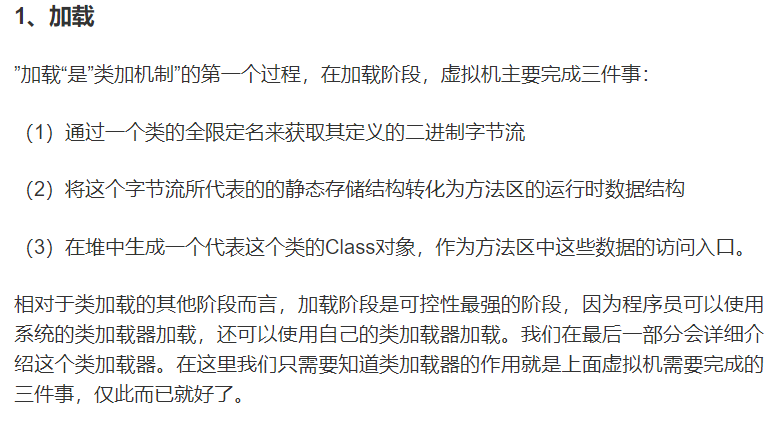 1、加载
”加载“是”类加机制”的第一个过程，在加载阶段，虚拟机主要完成三件事：
（1）通过一个类的全限定名来获取其定义的二进制字节流
（2）将这个字节流所代表的的静态存储结构转化为方法区的运行时数据结构
（3）在堆中生成一个代表这个类的Class对象，作为方法区中这些数据的访问入口。
相对于类加载的其他阶段而言，加载阶段是可控性最强的阶段，因为程序员可以使用
系统的类加载器加载，还可以使用自己的类加载器加载。我们在最后一部分会详细介
绍这个类加载器。在这里我们只需要知道类加载器的作用就是上面虚拟机需要完成的
三件事，仅此而已就好了。